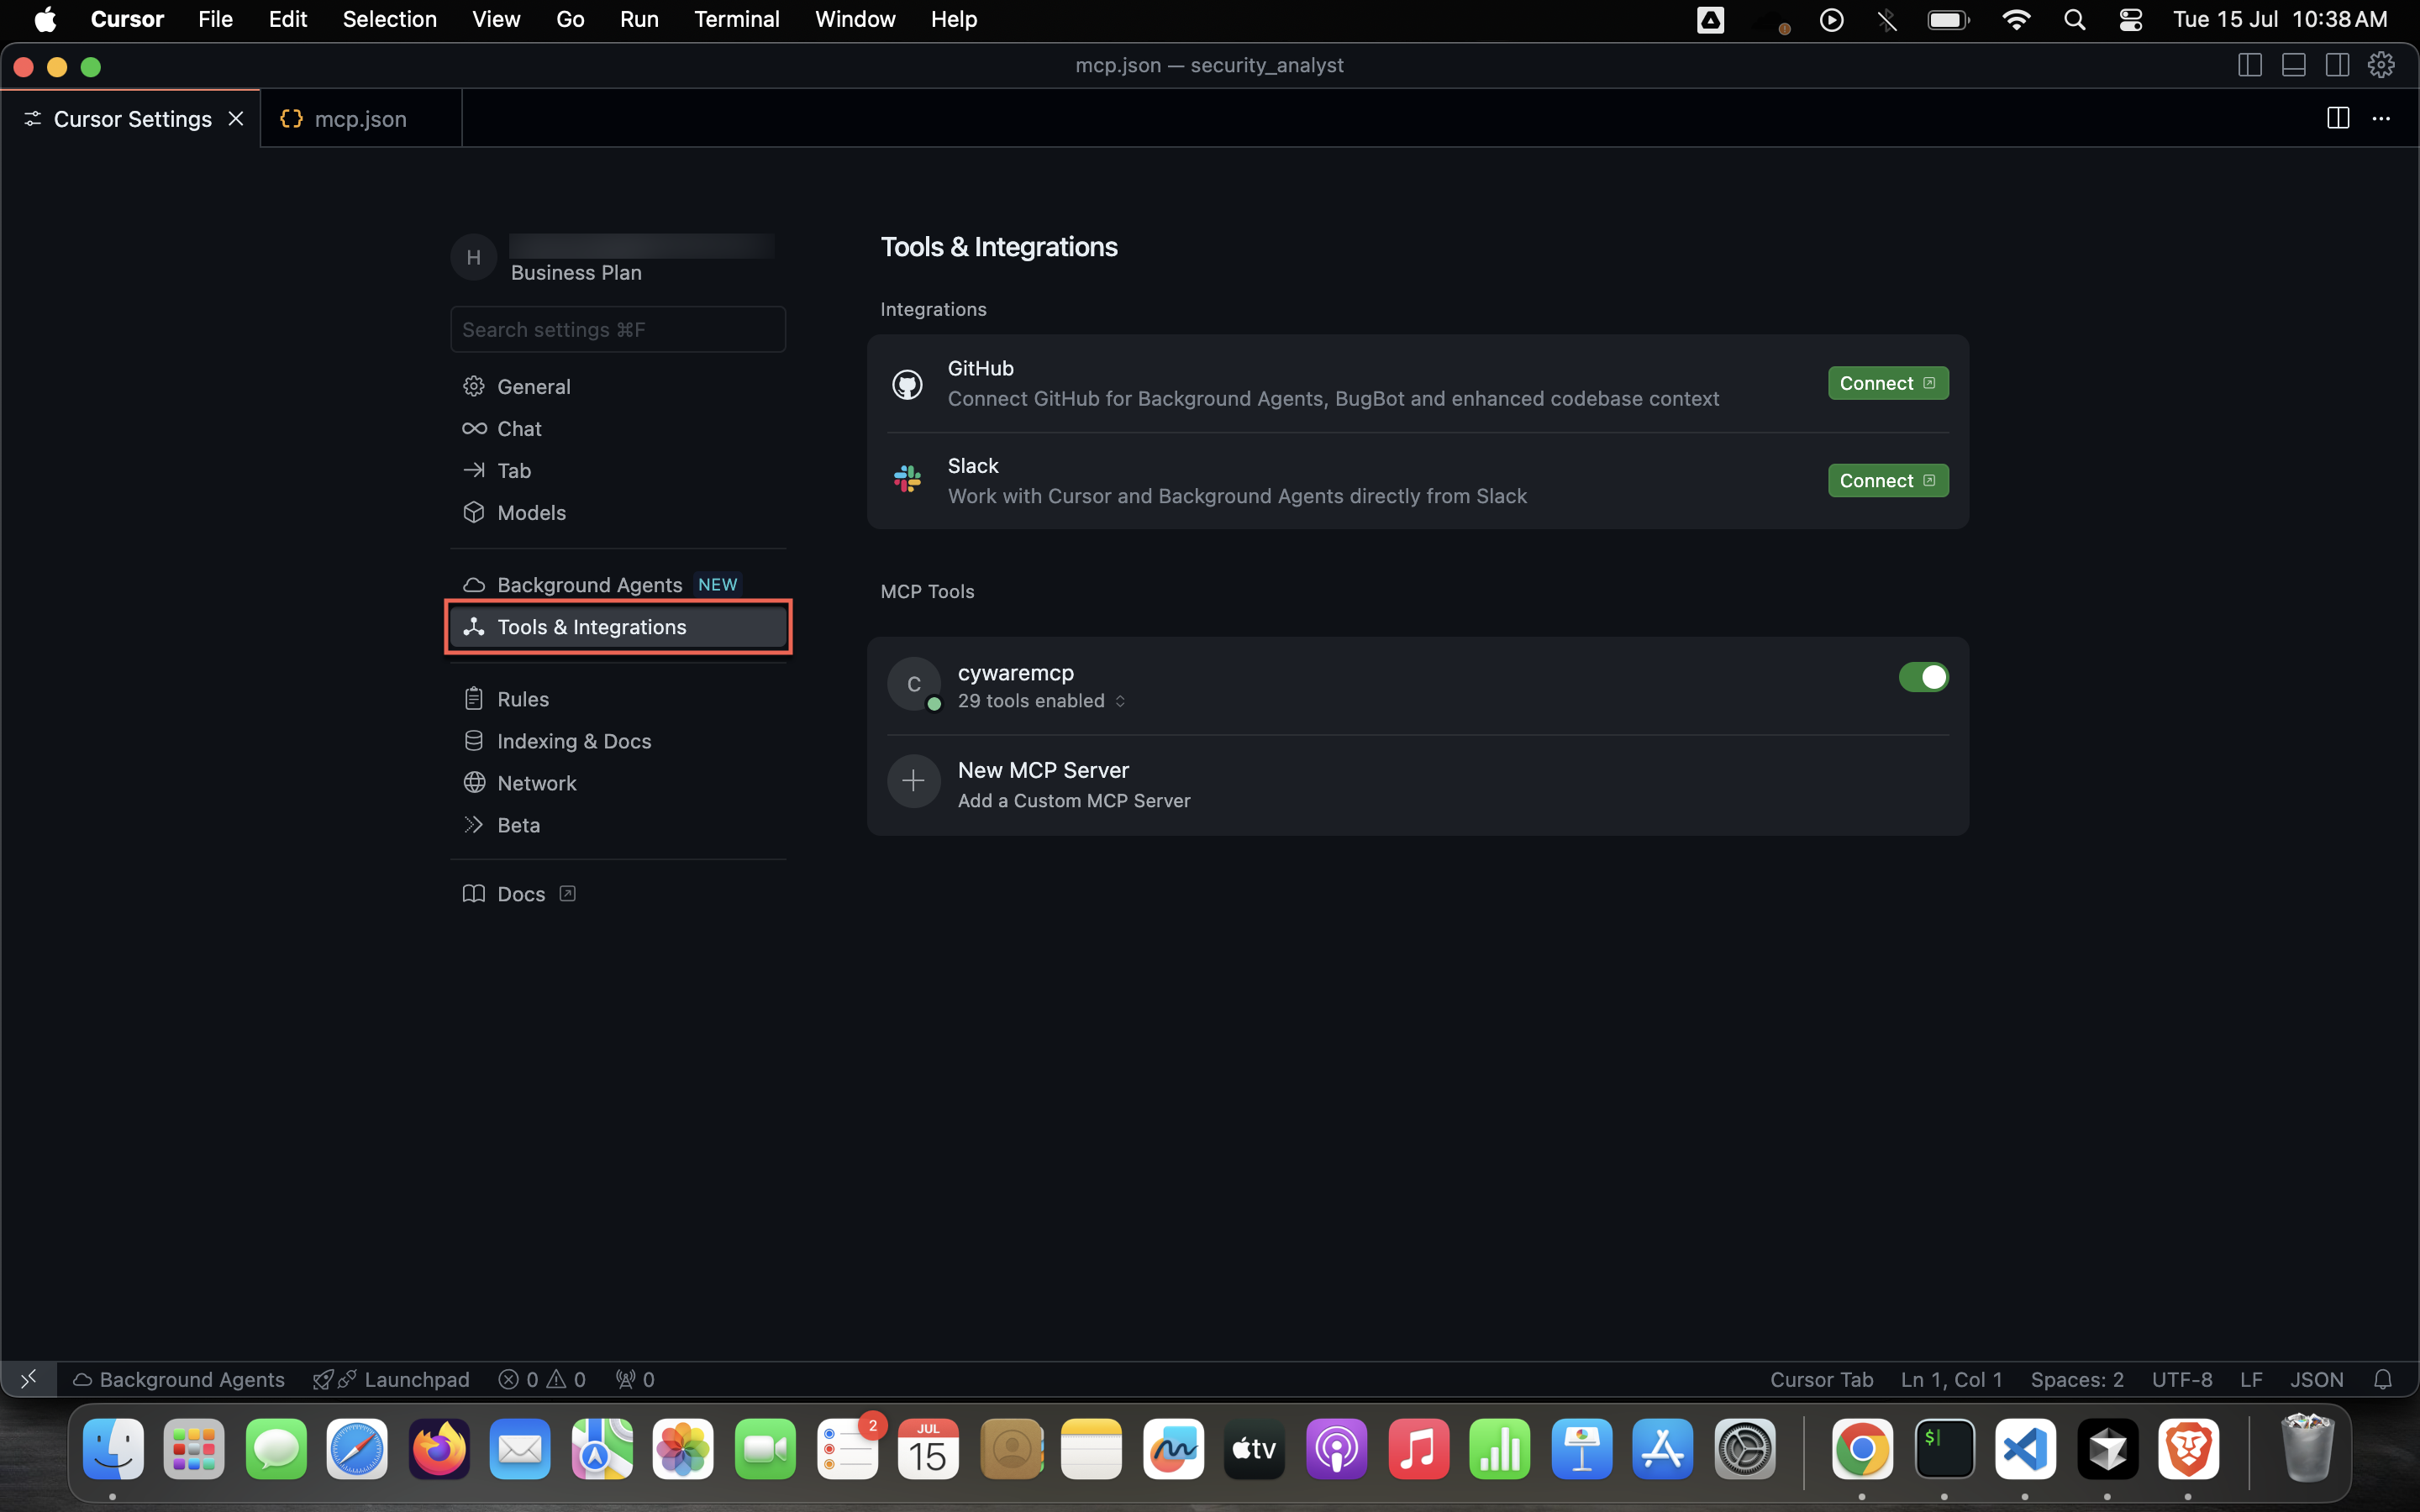 Cursor File Edit Selection View Go Run Terminal Window Help
Tue 15 Jul 10:38 AM
mcp.json — security_analyst
Cursor Settings
{} mcp.json
H
Business Plan
Search settings ⌘F
General
Chat
Tab
Models
Background Agents NEW
Tools & Integrations
Rules
Indexing & Docs
Network
Beta
Docs
Tools & Integrations
Integrations
GitHub
Connect GitHub for Background Agents, BugBot and enhanced codebase context
Connect
Slack
Work with Cursor and Background Agents directly from Slack
Connect
MCP Tools
C
cywaremcp
29 tools enabled
New MCP Server
Add a Custom MCP Server
Background Agents Launchpad 0 0 0
Cursor Tab Ln 1, Col 1 Spaces: 2 UTF-8 LF JSON
2
JUL
15
tv
$